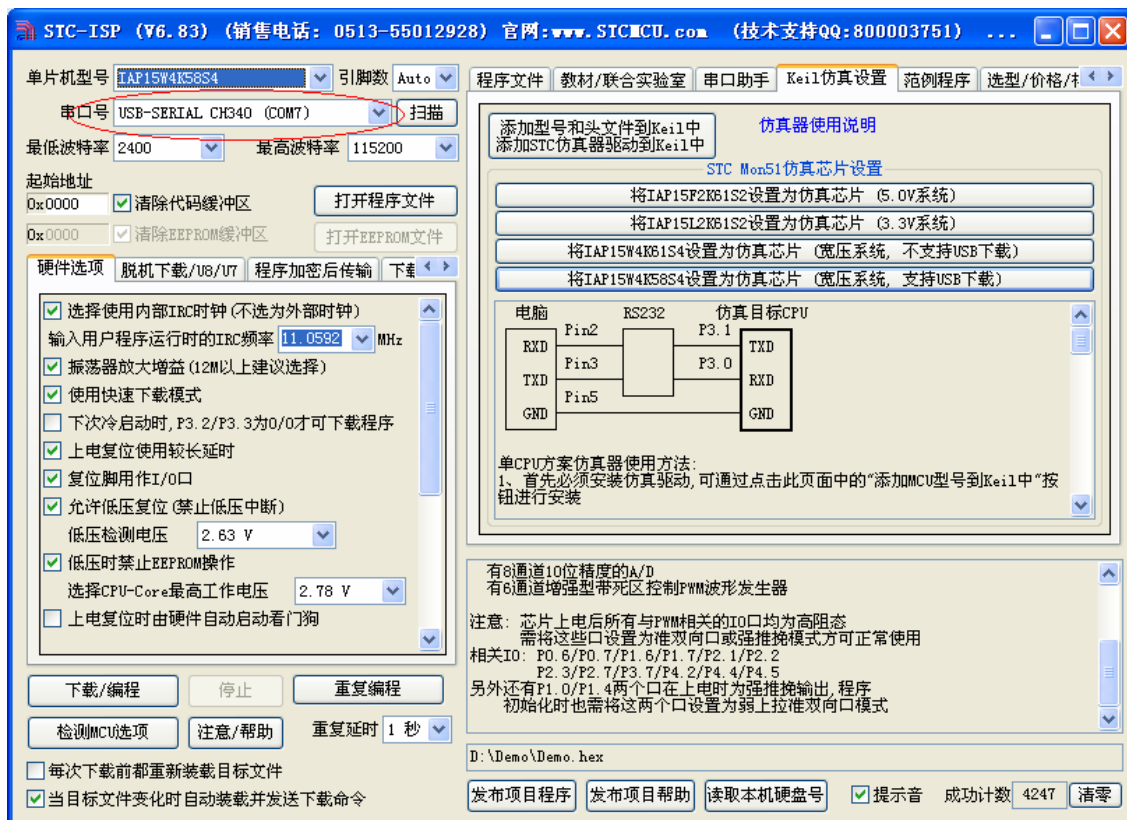 STC-ISP (V6.83) (销售电话: 0513-55012928) 官网:www.STCMCU.com (技术支持QQ:800003751) ...
单片机型号 IAP15W4K58S4 引脚数 Auto
串口号 USB-SERIAL CH340 (COM7) 扫描
最低波特率 2400 最高波特率 115200
起始地址
0x0000 清除代码缓冲区 打开程序文件
0x0000 清除EEPROM缓冲区 打开EEPROM文件
硬件选项 脱机下载/U8/U7 程序加密后传输
选择使用内部IRC时钟(不选为外部时钟)
输入用户程序运行时的IRC频率 11.0592 MHz
振荡器放大增益(12M以上建议选择)
使用快速下载模式
下次冷启动时,P3.2/P3.3为0/0才可下载程序
上电复位使用较长延时
复位脚用作I/O口
允许低压复位(禁止低压中断)
低压检测电压 2.63 V
低压时禁止EEPROM操作
选择CPU-Core最高工作电压 2.78 V
上电复位时由硬件自动启动看门狗
下载/编程 停止 重复编程
检测MCU选项 注意/帮助 重复延时 1 秒
每次下载前都重新装载目标文件
当目标文件变化时自动装载并发送下载命令
程序文件 教材/联合实验室 串口助手 Keil仿真设置 范例程序 选型/价格/
添加型号和头文件到Keil中
添加STC仿真器驱动到Keil中
仿真器使用说明
STC Mon51仿真芯片设置
将IAP15F2K61S2设置为仿真芯片 (5.0V系统)
将IAP15L2K61S2设置为仿真芯片 (3.3V系统)
将IAP15W4K61S4设置为仿真芯片 (宽压系统, 不支持USB下载)
将IAP15W4K58S4设置为仿真芯片 (宽压系统, 支持USB下载)
电脑 RS232 仿真目标CPU
Pin2 P3.1
RXD TXD
Pin3 P3.0
TXD RXD
Pin5
GND GND
单CPU方案仿真器使用方法:
1、首先必须安装仿真驱动,可通过点击此页面中的"添加MCU型号到Keil中"按
钮进行安装
有8通道10位精度的A/D
有6通道增强型带死区控制PWM波形发生器
注意: 芯片上电后所有与PWM相关的IO口均为高阻态
需将这些口设置为准双向口或强推挽模式方可正常使用
相关IO: P0.6/P0.7/P1.6/P1.7/P2.1/P2.2
P2.3/P2.7/P3.7/P4.2/P4.4/P4.5
另外还有P1.0/P1.4两个口在上电时为强推挽输出,程序
初始化时也需将这两个口设置为弱上拉准双向口模式
D:\Demo\Demo.hex
发布项目程序 发布项目帮助 读取本机硬盘号 提示音 成功计数 4247 清零